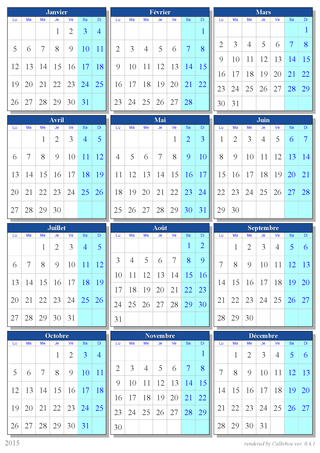 Janvier
Lu Ma Me Je Ve Sa Di
1 2 3 4
5 6 7 8 9 10 11
12 13 14 15 16 17 18
19 20 21 22 23 24 25
26 27 28 29 30 31
Février
Lu Ma Me Je Ve Sa Di
1
2 3 4 5 6 7 8
9 10 11 12 13 14 15
16 17 18 19 20 21 22
23 24 25 26 27 28
Mars
Lu Ma Me Je Ve Sa Di
1
2 3 4 5 6 7 8
9 10 11 12 13 14 15
16 17 18 19 20 21 22
23 24 25 26 27 28 29
30 31
Avril
Lu Ma Me Je Ve Sa Di
1 2 3 4 5
6 7 8 9 10 11 12
13 14 15 16 17 18 19
20 21 22 23 24 25 26
27 28 29 30
Mai
Lu Ma Me Je Ve Sa Di
1 2 3
4 5 6 7 8 9 10
11 12 13 14 15 16 17
18 19 20 21 22 23 24
25 26 27 28 29 30 31
Juin
Lu Ma Me Je Ve Sa Di
1 2 3 4 5 6 7
8 9 10 11 12 13 14
15 16 17 18 19 20 21
22 23 24 25 26 27 28
29 30
Juillet
Lu Ma Me Je Ve Sa Di
1 2 3 4 5
6 7 8 9 10 11 12
13 14 15 16 17 18 19
20 21 22 23 24 25 26
27 28 29 30 31
Août
Lu Ma Me Je Ve Sa Di
1 2
3 4 5 6 7 8 9
10 11 12 13 14 15 16
17 18 19 20 21 22 23
24 25 26 27 28 29 30
31
Septembre
Lu Ma Me Je Ve Sa Di
1 2 3 4 5 6
7 8 9 10 11 12 13
14 15 16 17 18 19 20
21 22 23 24 25 26 27
28 29 30
Octobre
Lu Ma Me Je Ve Sa Di
1 2 3 4
5 6 7 8 9 10 11
12 13 14 15 16 17 18
19 20 21 22 23 24 25
26 27 28 29 30 31
Novembre
Lu Ma Me Je Ve Sa Di
1
2 3 4 5 6 7 8
9 10 11 12 13 14 15
16 17 18 19 20 21 22
23 24 25 26 27 28 29
30
Décembre
Lu Ma Me Je Ve Sa Di
1 2 3 4 5 6
7 8 9 10 11 12 13
14 15 16 17 18 19 20
21 22 23 24 25 26 27
28 29 30 31
2015
rendered by ver. 0.4.1